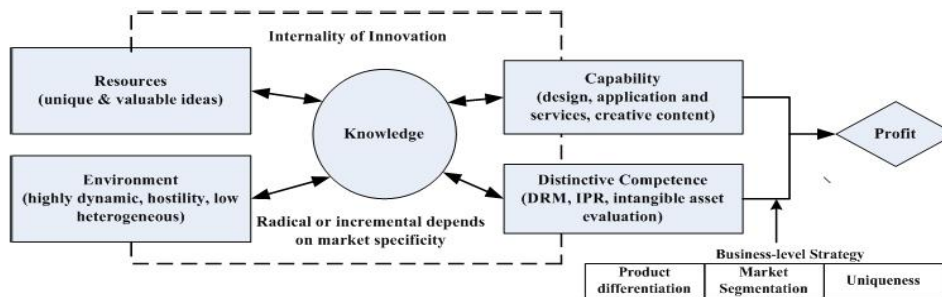 Internality of Innovation
Resources
(unique & valuable ideas)
Environment
(highly dynamic, hostility, low
heterogeneous)
Knowledge
Radical or incremental depends
on market specificity
Capability
(design, application and
services, creative content)
Distinctive Competence
(DRM, IPR, intangible asset
evaluation)
Profit
Business-level Strategy
Product
differentiation
Market
Segmentation
Uniqueness